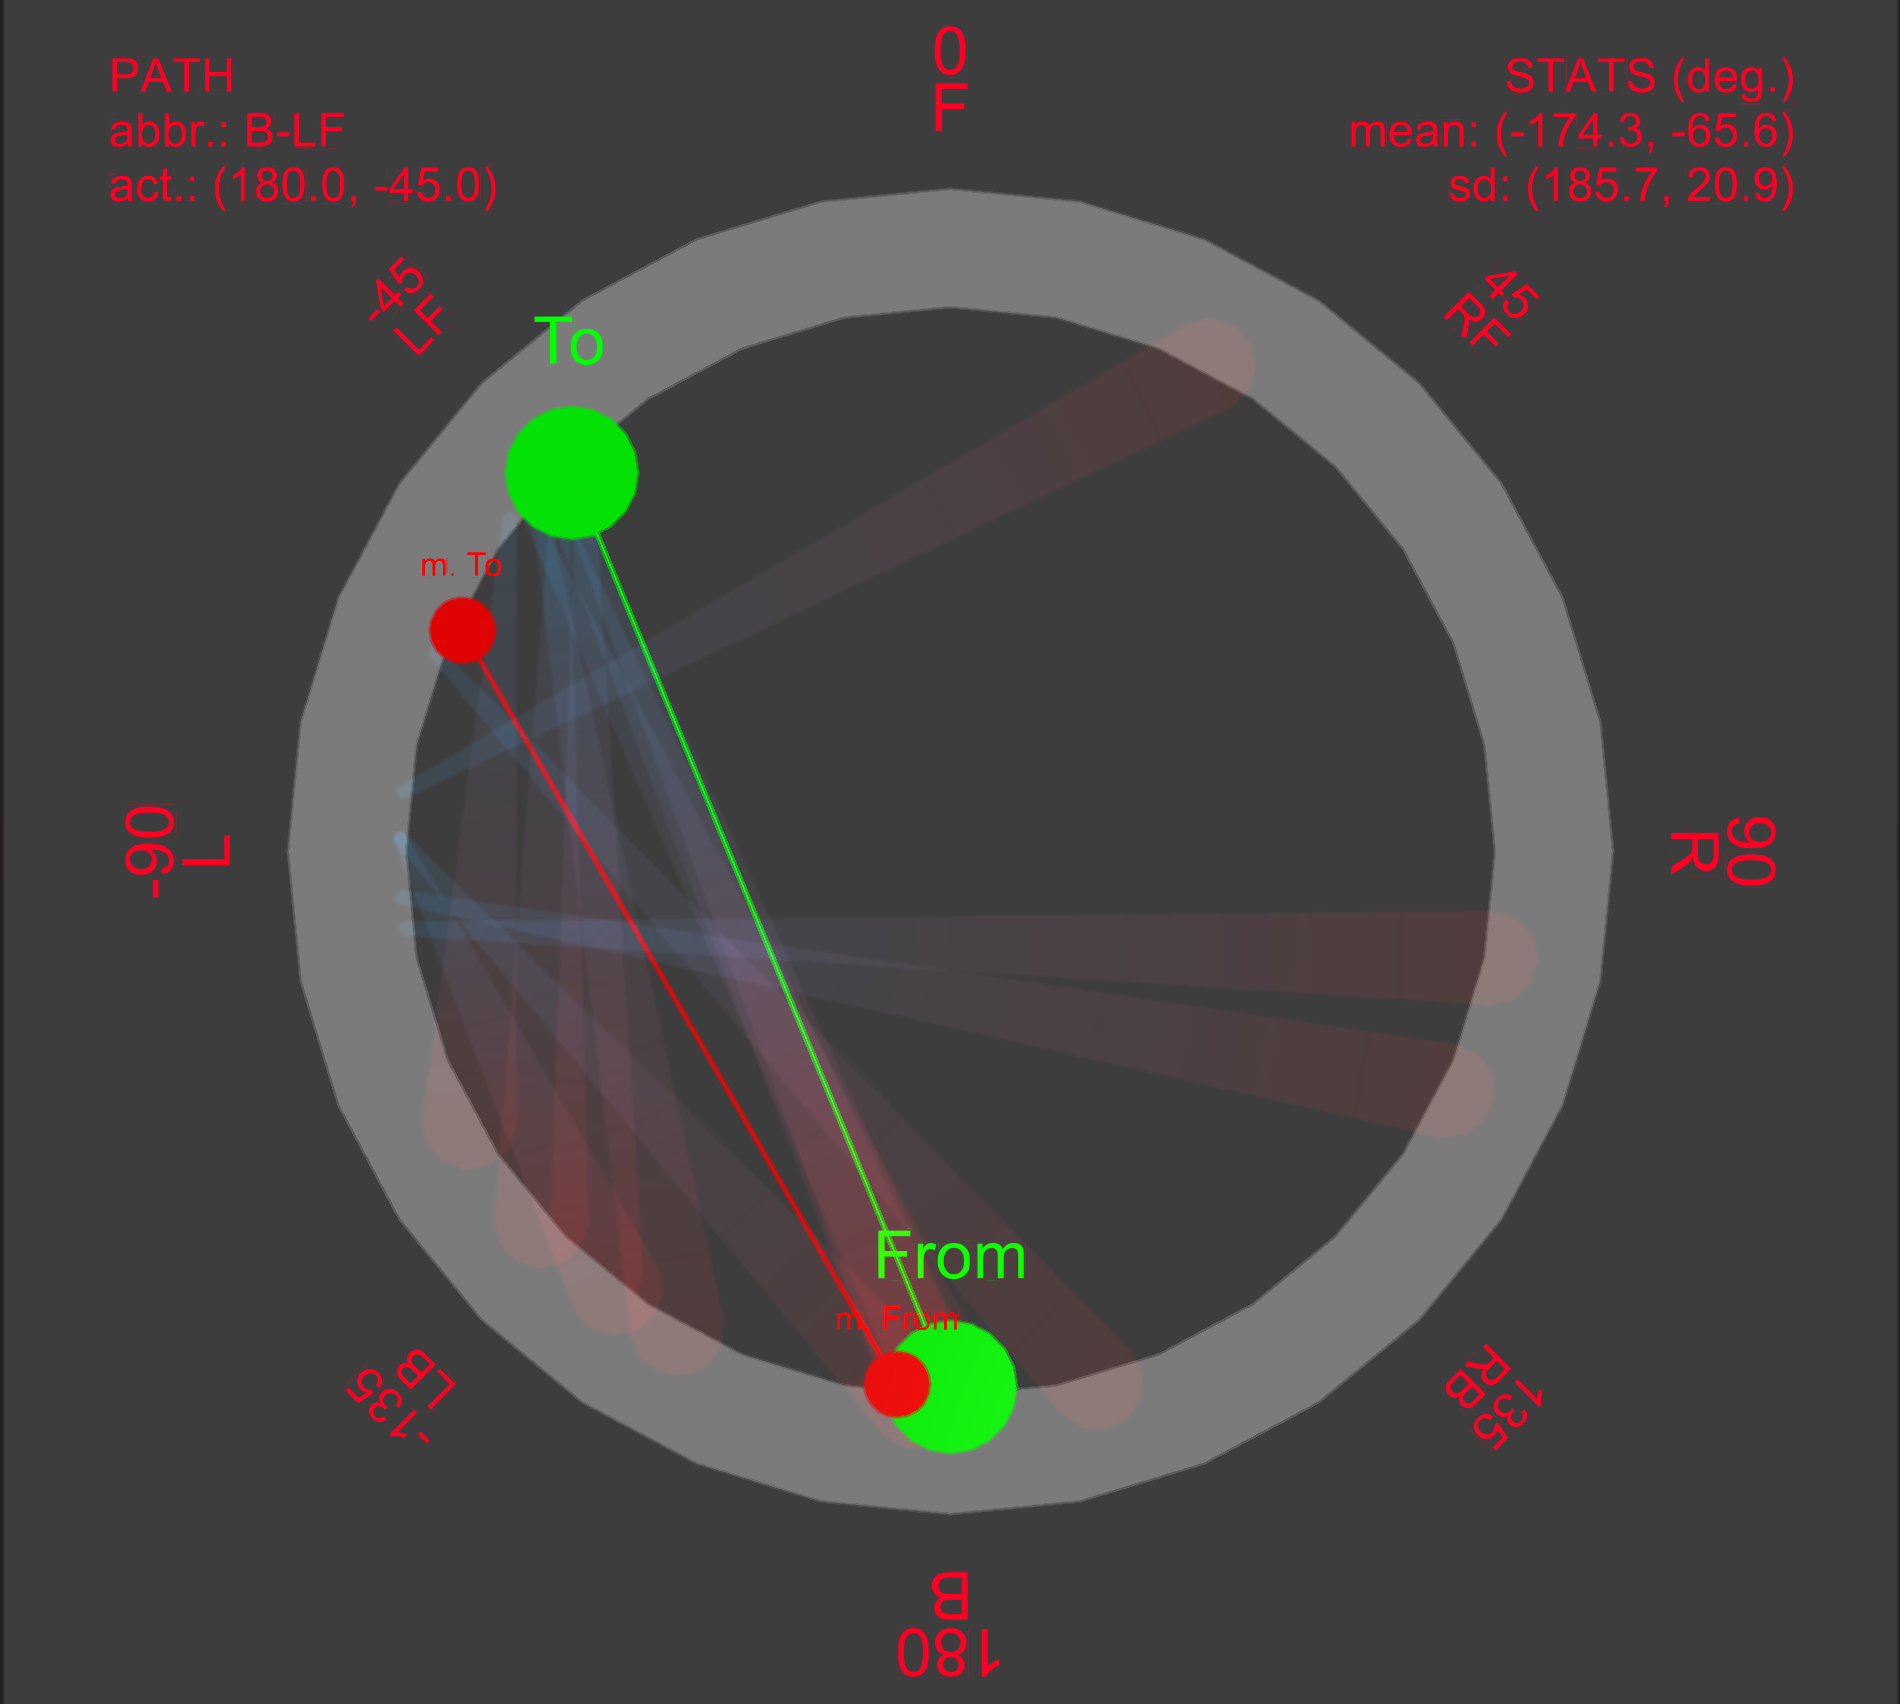 PATH
abbr.: B-LF
act.: (180.0, -45.0)
0
F
STATS (deg.)
mean: (-174.3, -65.6)
sd: (185.7, 20.9)
-45
LF
45
RF
To
m. To
-90
L
90
R
From
m. From
-135
LB
135
RB
B
180